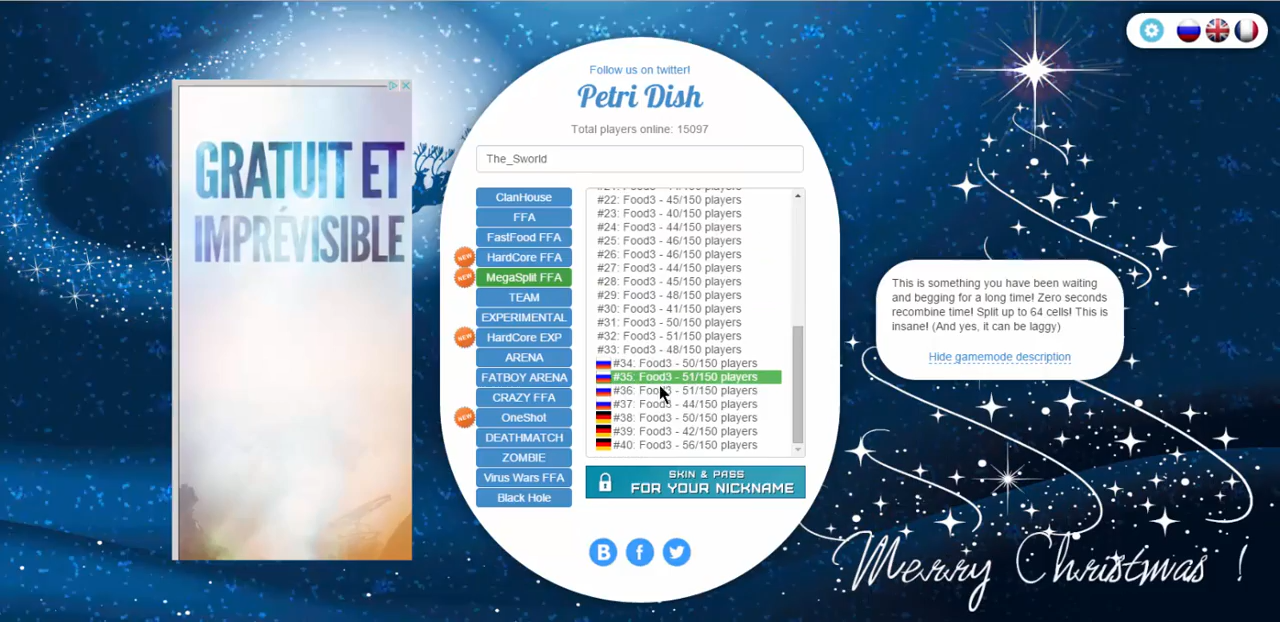 GRATUIT ET
IMPRÉVISIBLE
Follow us on twitter!
Petri Dish
Total players online: 15097
The_Sworld
ClanHouse
FFA
FastFood FFA
NEW
HardCore FFA
NEW
MegaSplit FFA
TEAM
EXPERIMENTAL
NEW
HardCore EXP
ARENA
FATBOY ARENA
CRAZY FFA
NEW
OneShot
DEATHMATCH
ZOMBIE
Virus Wars FFA
Black Hole
#22: Food3 - 45/150 players
#23: Food3 - 40/150 players
#24: Food3 - 44/150 players
#25: Food3 - 46/150 players
#26: Food3 - 46/150 players
#27: Food3 - 44/150 players
#28: Food3 - 45/150 players
#29: Food3 - 48/150 players
#30: Food3 - 41/150 players
#31: Food3 - 50/150 players
#32: Food3 - 51/150 players
#33: Food3 - 48/150 players
#34: Food3 - 50/150 players
#35: Food3 - 51/150 players
#36: Food3 - 51/150 players
#37: Food3 - 44/150 players
#38: Food3 - 50/150 players
#39: Food3 - 42/150 players
#40: Food3 - 56/150 players
SKIN & PASS
FOR YOUR NICKNAME
This is something you have been waiting
and begging for a long time! Zero seconds
recombine time! Split up to 64 cells! This is
insane! (And yes, it can be laggy)
Hide gamemode description
Merry Christmas !